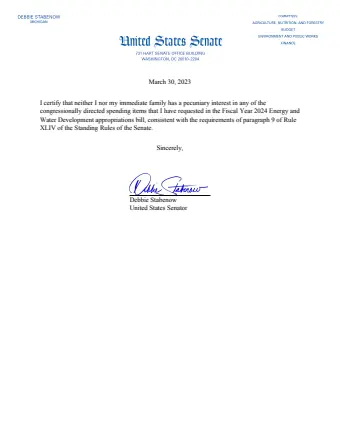 DEBBIE STABENOW
MICHIGAN
COMMITTEES:
AGRICULTURE, NUTRITION, AND FORESTRY
BUDGET
ENVIRONMENT AND PUBLIC WORKS
FINANCE
United States Senate
731 HART SENATE OFFICE BUILDING
WASHINGTON, DC 20510-2204
March 30, 2023
I certify that neither I nor my immediate family has a pecuniary interest in any of the
congressionally directed spending items that I have requested in the Fiscal Year 2024 Energy and
Water Development appropriations bill, consistent with the requirements of paragraph 9 of Rule
XLIV of the Standing Rules of the Senate.
Sincerely,
Debbie Stabenow
Debbie Stabenow
United States Senator